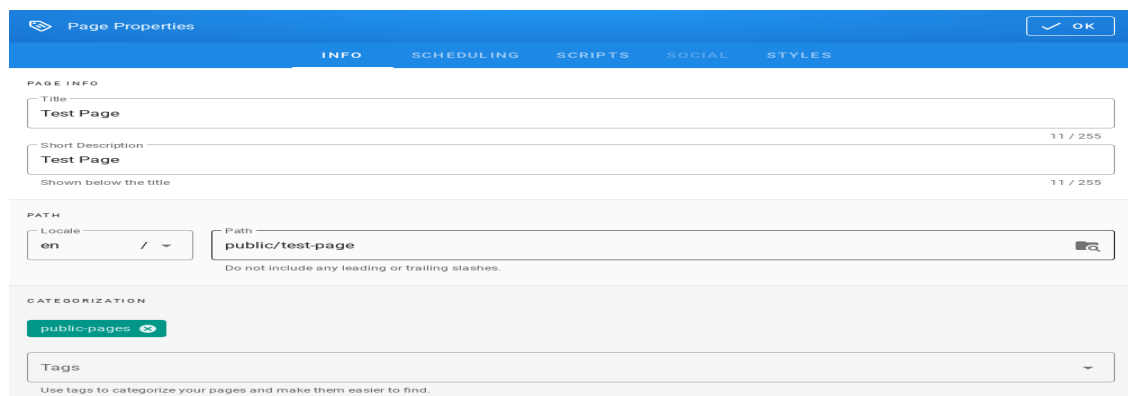 Page Properties
OK
INFO SCHEDULING SCRIPTS SOCIAL STYLES
PAGE INFO
Title
Test Page
11 / 255
Short Description
Test Page
Shown below the title
11 / 255
PATH
Locale
en /
Path
public/test-page
Do not include any leading or trailing slashes.
CATEGORIZATION
public-pages
Tags
Use tags to categorize your pages and make them easier to find.